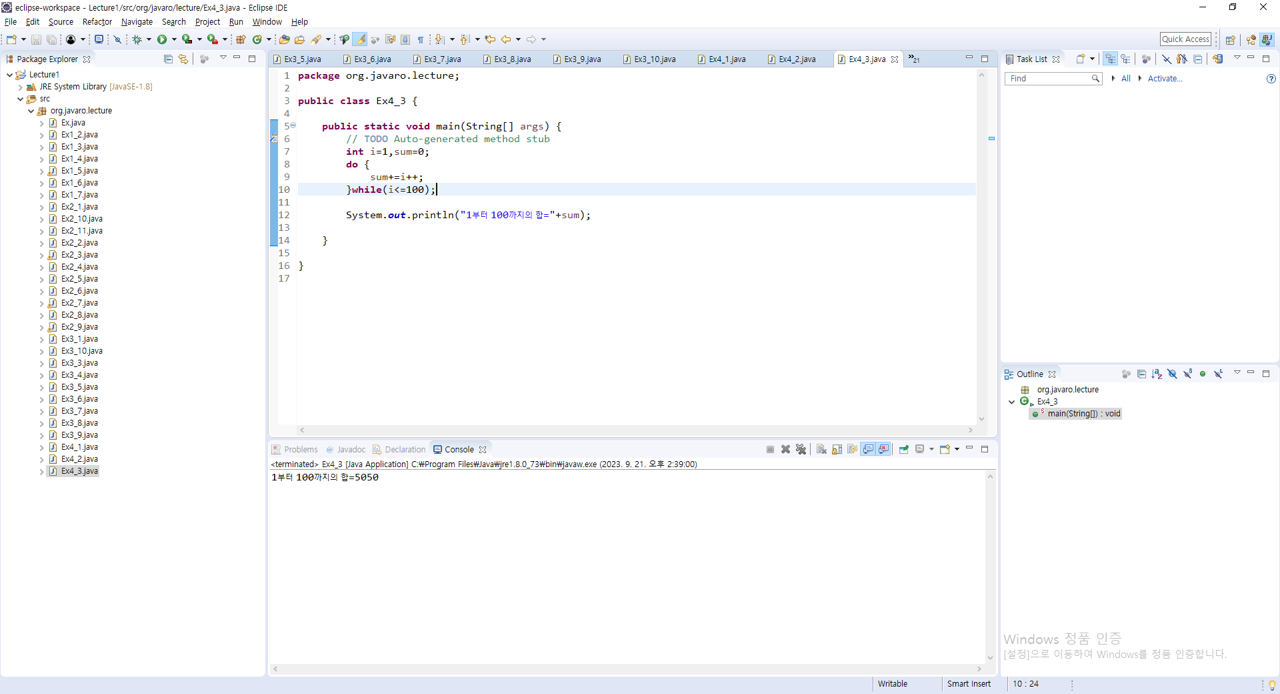 eclipse-workspace - Lecture1/src/org/javaro/lecture/Ex4_3.java - Eclipse IDE
File Edit Source Refactor Navigate Search Project Run Window Help
Quick Access
Package Explorer
Lecture1
JRE System Library [JavaSE-1.8]
src
org.javaro.lecture
Ex.java
Ex1_2.java
Ex1_3.java
Ex1_4.java
Ex1_5.java
Ex1_6.java
Ex1_7.java
Ex2_1.java
Ex2_10.java
Ex2_11.java
Ex2_2.java
Ex2_3.java
Ex2_4.java
Ex2_5.java
Ex2_6.java
Ex2_7.java
Ex2_8.java
Ex2_9.java
Ex3_1.java
Ex3_10.java
Ex3_3.java
Ex3_4.java
Ex3_5.java
Ex3_6.java
Ex3_7.java
Ex3_8.java
Ex3_9.java
Ex4_1.java
Ex4_2.java
Ex4_3.java
Ex3_5.java Ex3_6.java Ex3_7.java Ex3_8.java Ex3_9.java Ex3_10.java Ex4_1.java Ex4_2.java Ex4_3.java »21
1 package org.javaro.lecture;
2
3 public class Ex4_3 {
4
5 public static void main(String[] args) {
6 // TODO Auto-generated method stub
7 int i=1,sum=0;
8 do {
9 sum+=i++;
10 }while(i<=100);
11
12 System.out.println("1부터 100까지의 합="+sum);
13
14 }
15
16 }
17
Problems Javadoc Declaration Console
<terminated> Ex4_3 [Java Application] C:₩Program Files₩Java₩jre1.8.0_73₩bin₩javaw.exe (2023. 9. 21. 오후 2:39:00)
1부터 100까지의 합=5050
Task List
Find All Activate...
Outline
org.javaro.lecture
Ex4_3
main(String[]) : void
Windows 정품 인증
[설정]으로 이동하여 Windows를 정품 인증합니다.
Writable Smart Insert 10 : 24